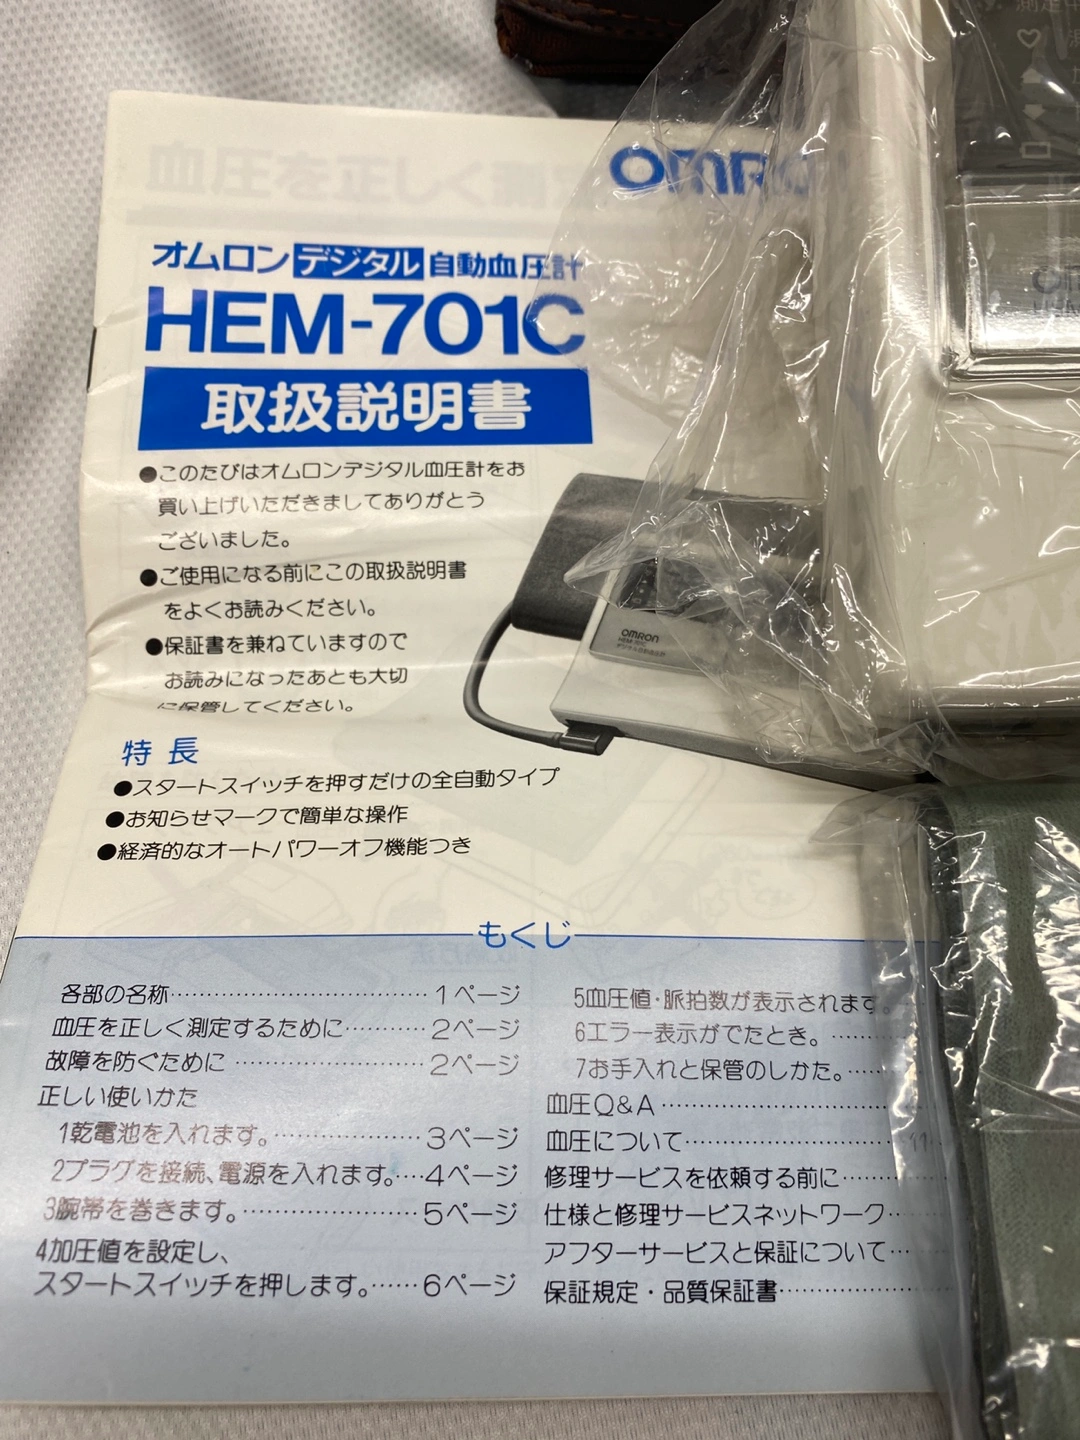 OMRO
オムロンデジタル自動血圧計
HEM-701C
取扱説明書
●このたびはオムロンデジタル血圧計をお
買い上げいただきましてありがとう
ございました。
●ご使用になる前にこの取扱説明書
をよくお読みください。
●保証書を兼ねていますので
お読みになったあとも大切
に保管してください。
OMRON
HEM-701C
特長
●スタートスイッチを押すだけの全自動タイプ
●お知らせマークで簡単な操作
●経済的なオートパワーオフ機能つき
もくじ
各部の名称…………………………1ページ
血圧を正しく測定するために………2ページ
故障を防ぐために…………………2ページ
正しい使いかた
1乾電池を入れます。……………3ページ
2プラグを接続、電源を入れます。…4ページ
3腕帯を巻きます。………………5ページ
4加圧値を設定し、
スタートスイッチを押します。……6ページ
5血圧値・脈拍数が表示されます。
6エラー表示がでたとき。………
7お手入れと保管のしかた。……
血圧Q&A…………………………
血圧について……………………11
修理サービスを依頼する前に………
仕様と修理サービスネットワーク…
アフターサービスと保証について…
保証規定・品質保証書……………